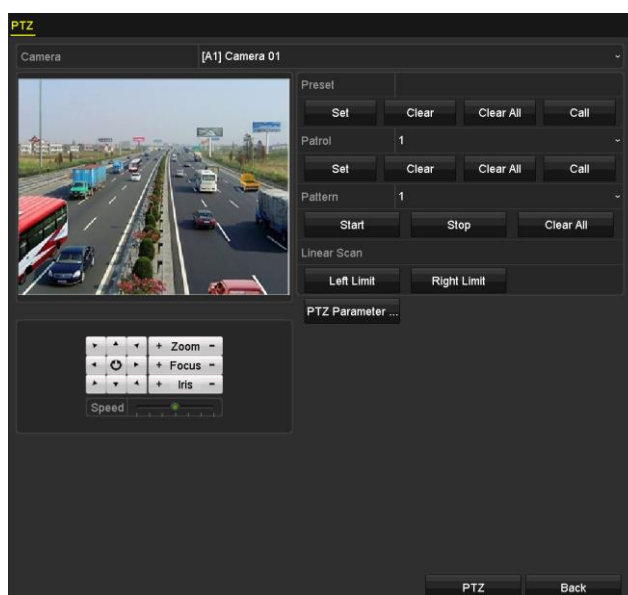 PTZ
Camera [A1] Camera 01
Preset
Set Clear Clear All Call
Patrol 1
Set Clear Clear All Call
Pattern 1
Start Stop Clear All
Linear Scan
Left Limit Right Limit
PTZ Parameter ...
+ Zoom -
+ Focus -
+ Iris -
Speed
PTZ Back